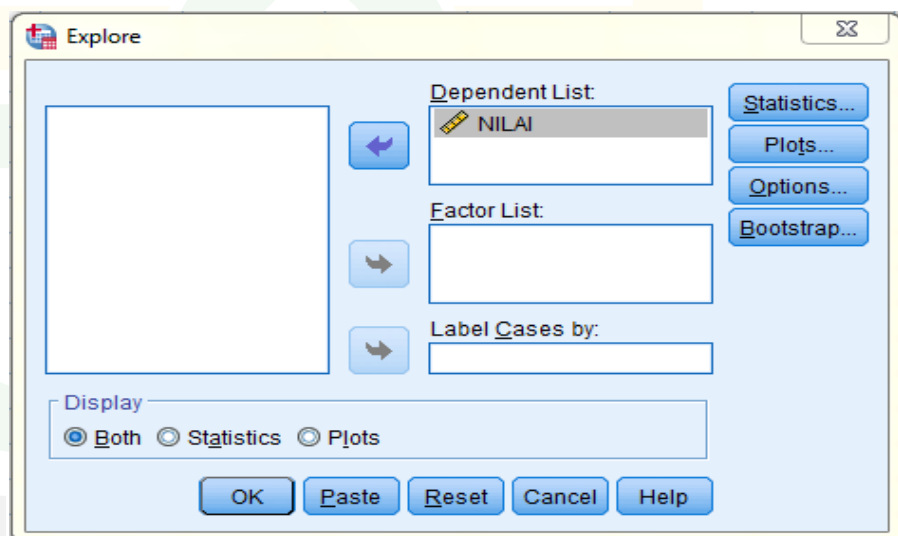 Explore
Dependent List:
NILAI
Statistics...
Plots...
Options...
Bootstrap...
Factor List:
Label Cases by:
Display
Both Statistics Plots
OK Paste Reset Cancel Help